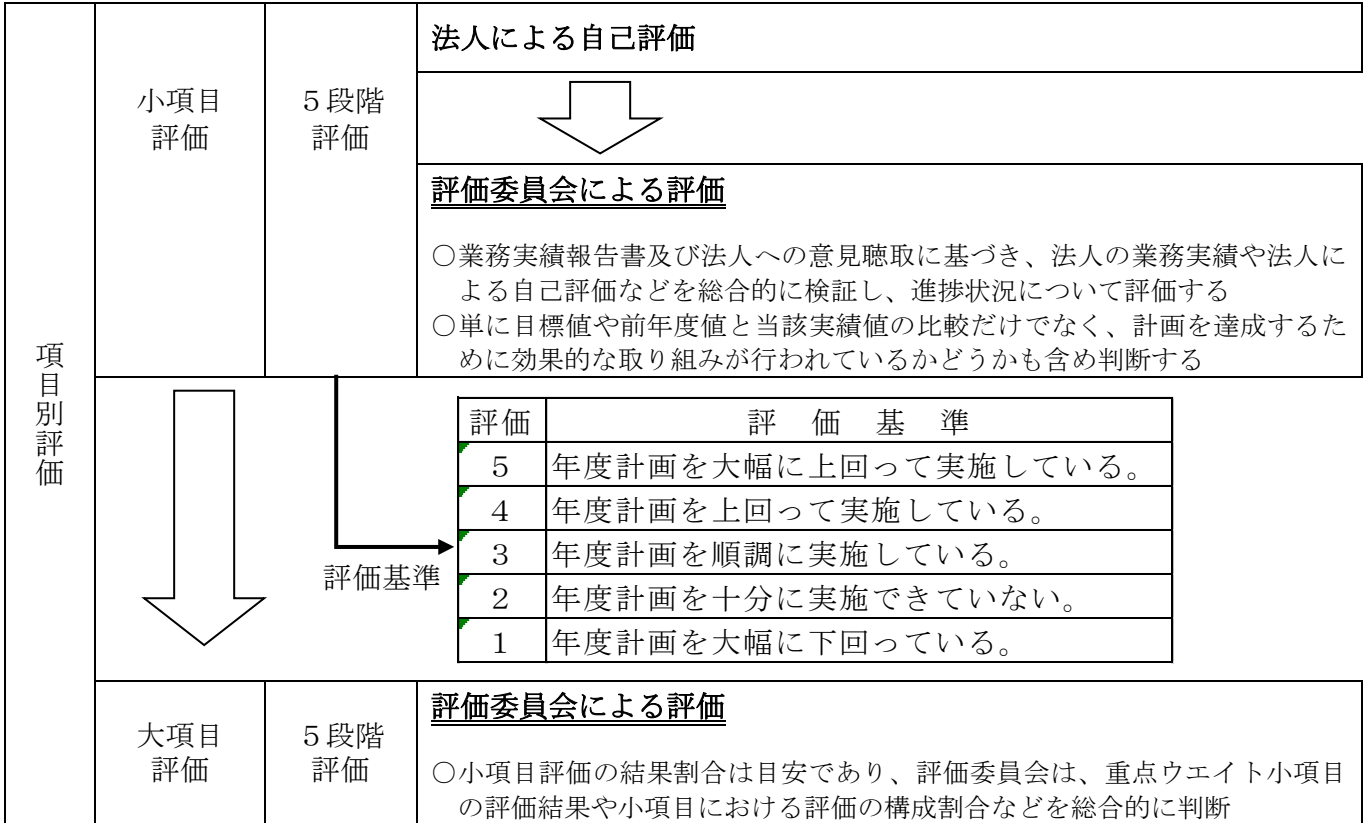 項目別評価
小項目
評価
５段階
評価
法人による自己評価
評価委員会による評価
○業務実績報告書及び法人への意見聴取に基づき、法人の業務実績や法人に
よる自己評価などを総合的に検証し、進捗状況について評価する
○単に目標値や前年度値と当該実績値の比較だけでなく、計画を達成するた
めに効果的な取り組みが行われているかどうかも含め判断する
評価基準
評価 評　価　基　準
５ 年度計画を大幅に上回って実施している。
４ 年度計画を上回って実施している。
３ 年度計画を順調に実施している。
２ 年度計画を十分に実施できていない。
１ 年度計画を大幅に下回っている。
大項目
評価
５段階
評価
評価委員会による評価
○小項目評価の結果割合は目安であり、評価委員会は、重点ウエイト小項目
の評価結果や小項目における評価の構成割合などを総合的に判断